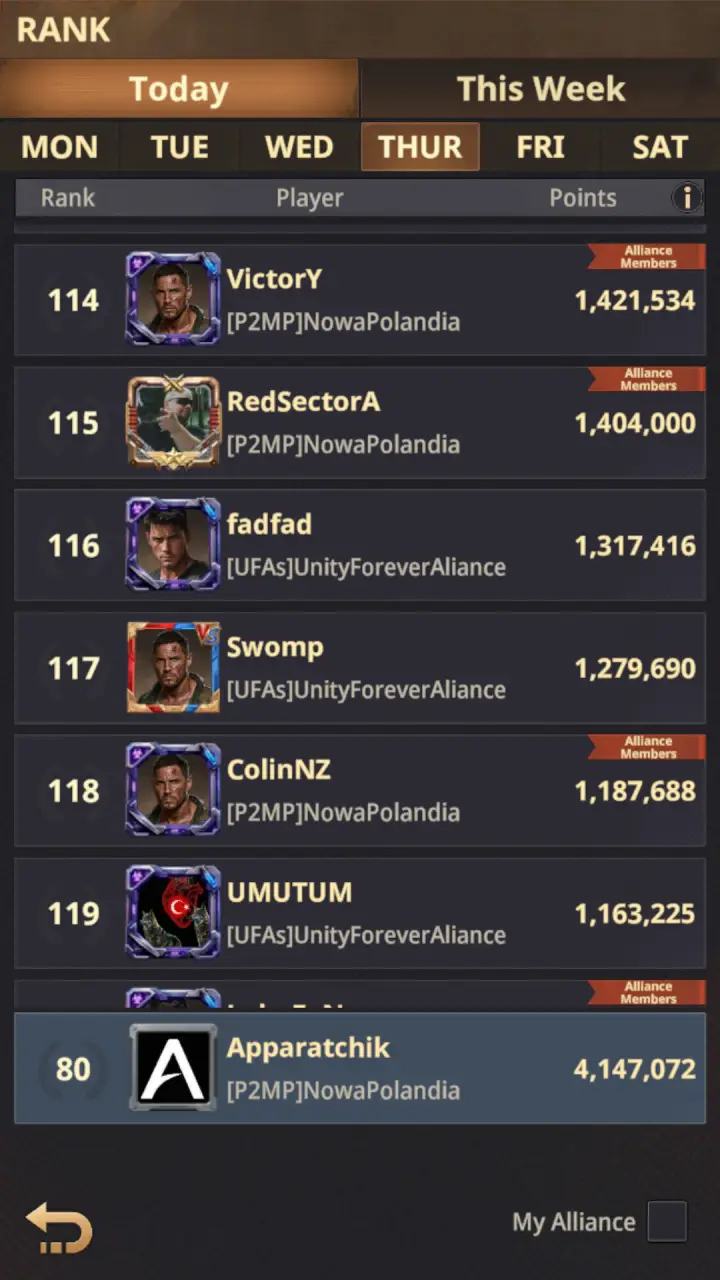 RANK
Today
This Week
MON
TUE
WED
THUR
FRI
SAT
Rank
Player
Points
i
Alliance
Members
114
VictorY
[P2MP]NowaPolandia
1,421,534
Alliance
Members
115
RedSectorA
[P2MP]NowaPolandia
1,404,000
116
fadfad
[UFAs]UnityForeverAliance
1,317,416
VS
117
Swomp
[UFAs]UnityForeverAliance
1,279,690
Alliance
Members
118
ColinNZ
[P2MP]NowaPolandia
1,187,688
119
UMUTUM
[UFAs]UnityForeverAliance
1,163,225
Alliance
Members
80
Apparatchik
[P2MP]NowaPolandia
4,147,072
My Alliance